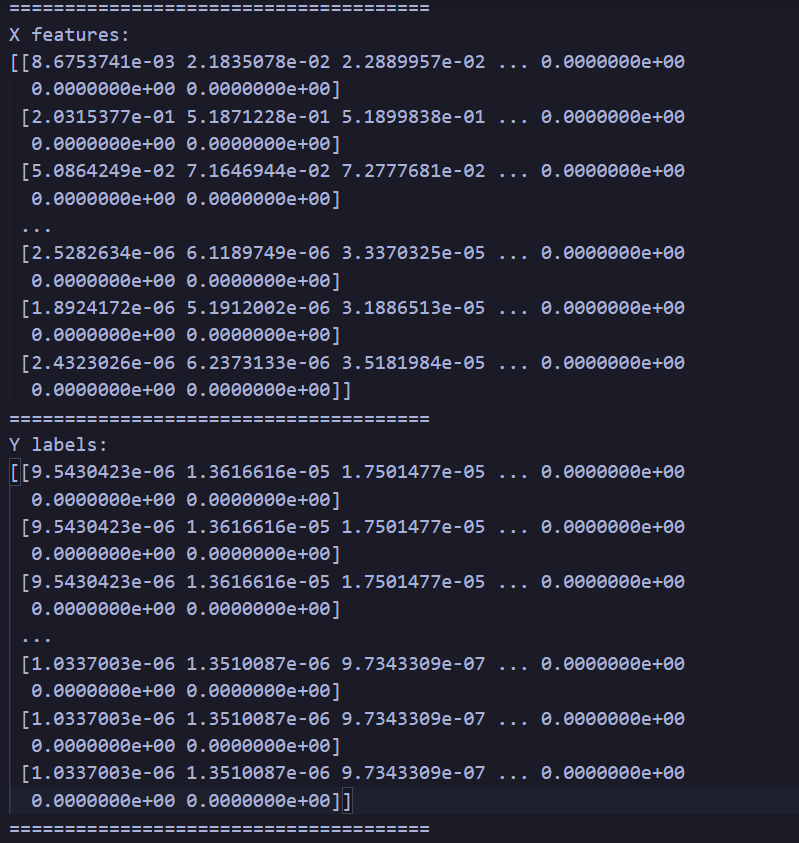 ======================================
X features:
[[8.6753741e-03 2.1835078e-02 2.2889957e-02 ... 0.0000000e+00
  0.0000000e+00 0.0000000e+00]
 [2.0315377e-01 5.1871228e-01 5.1899838e-01 ... 0.0000000e+00
  0.0000000e+00 0.0000000e+00]
 [5.0864249e-02 7.1646944e-02 7.2777681e-02 ... 0.0000000e+00
  0.0000000e+00 0.0000000e+00]
 ...
 [2.5282634e-06 6.1189749e-06 3.3370325e-05 ... 0.0000000e+00
  0.0000000e+00 0.0000000e+00]
 [1.8924172e-06 5.1912002e-06 3.1886513e-05 ... 0.0000000e+00
  0.0000000e+00 0.0000000e+00]
 [2.4323026e-06 6.2373133e-06 3.5181984e-05 ... 0.0000000e+00
  0.0000000e+00 0.0000000e+00]]
======================================
Y labels:
[[9.5430423e-06 1.3616616e-05 1.7501477e-05 ... 0.0000000e+00
  0.0000000e+00 0.0000000e+00]
 [9.5430423e-06 1.3616616e-05 1.7501477e-05 ... 0.0000000e+00
  0.0000000e+00 0.0000000e+00]
 [9.5430423e-06 1.3616616e-05 1.7501477e-05 ... 0.0000000e+00
  0.0000000e+00 0.0000000e+00]
 ...
 [1.0337003e-06 1.3510087e-06 9.7343309e-07 ... 0.0000000e+00
  0.0000000e+00 0.0000000e+00]
 [1.0337003e-06 1.3510087e-06 9.7343309e-07 ... 0.0000000e+00
  0.0000000e+00 0.0000000e+00]
 [1.0337003e-06 1.3510087e-06 9.7343309e-07 ... 0.0000000e+00
  0.0000000e+00 0.0000000e+00]]
======================================